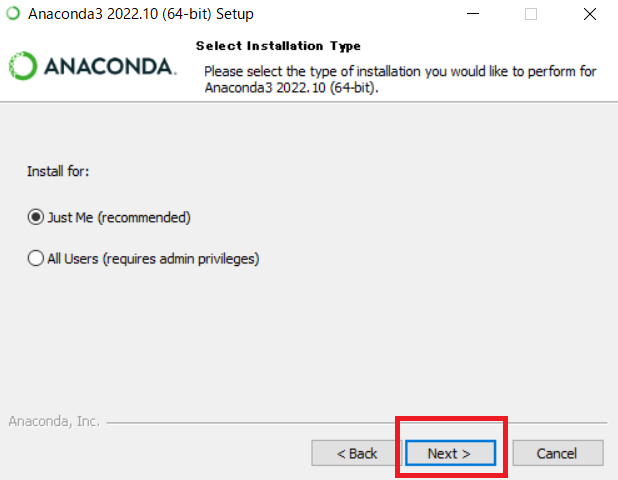 Anaconda3 2022.10 (64-bit) Setup
Select Installation Type
ANACONDA.
Please select the type of installation you would like to perform for
Anaconda3 2022.10 (64-bit).
Install for:
Just Me (recommended)
All Users (requires admin privileges)
Anaconda, Inc.
< Back
Next >
Cancel